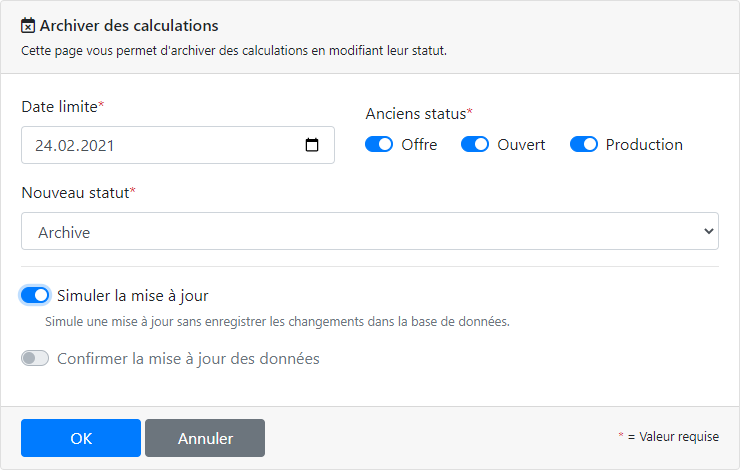 Archiver des calculations
Cette page vous permet d'archiver des calculations en modifiant leur statut.
Date limite*
24.02.2021
Anciens status*
Offre Ouvert Production
Nouveau statut*
Archive
Simuler la mise à jour
Simule une mise à jour sans enregistrer les changements dans la base de données.
Confirmer la mise à jour des données
OK Annuler * = Valeur requise